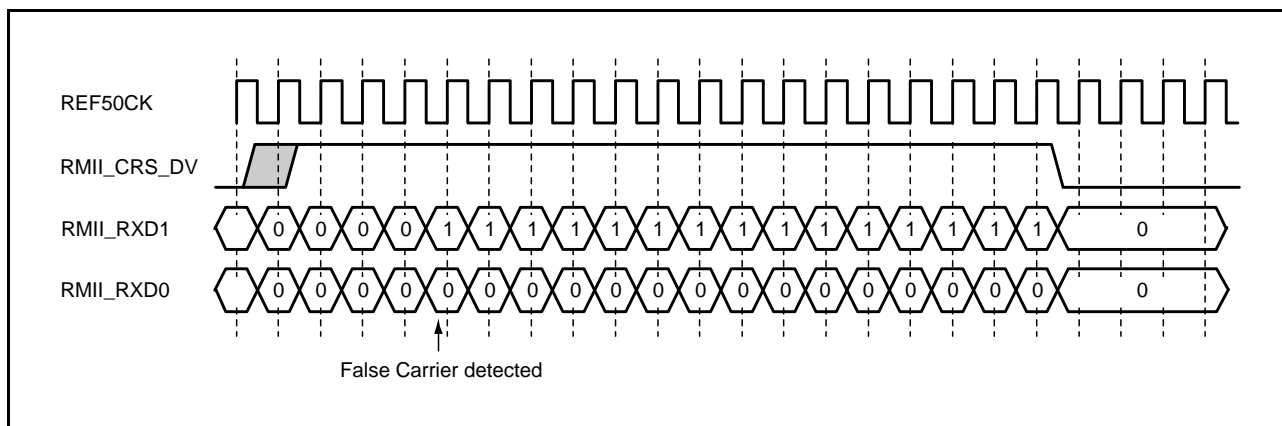 REF50CK
RMII_CRS_DV
RMII_RXD1 0 0 0 0 1 1 1 1 1 1 1 1 1 1 1 1 1 1 1 0
RMII_RXD0 0 0 0 0 0 0 0 0 0 0 0 0 0 0 0 0 0 0 0 0
False Carrier detected